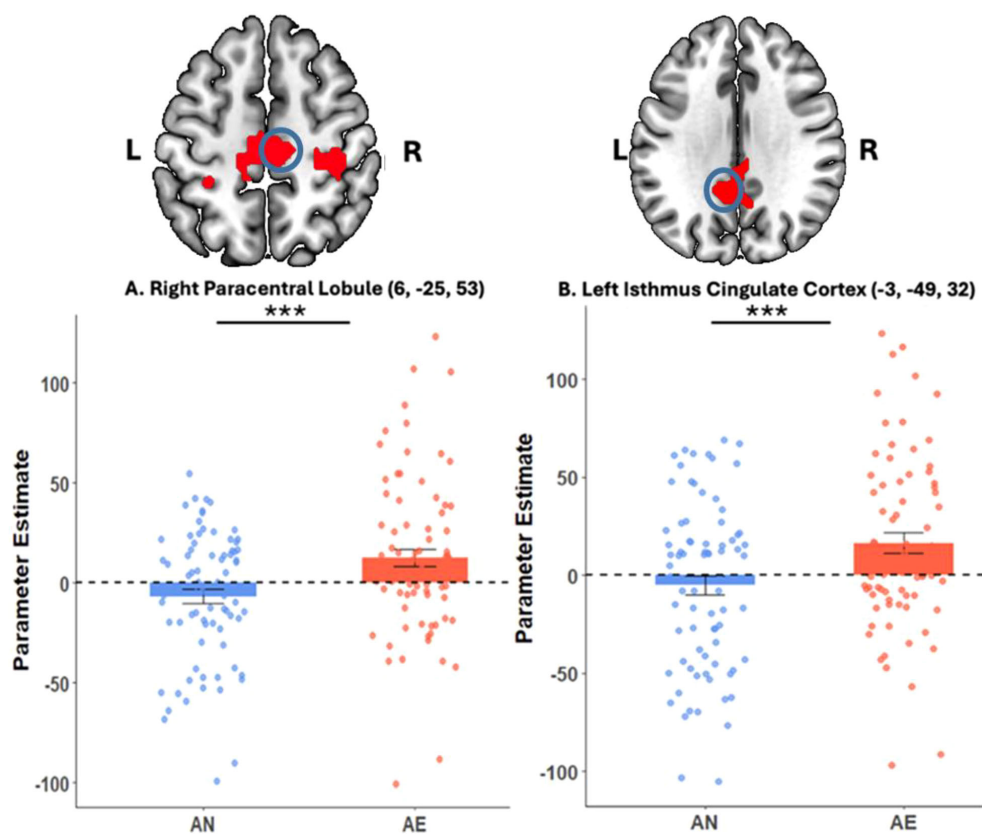 L R
L R
A. Right Paracentral Lobule (6, -25, 53)
***
Parameter Estimate
100
50
0
-50
-100
AN AE
B. Left Isthmus Cingulate Cortex (-3, -49, 32)
***
Parameter Estimate
100
50
0
-50
-100
AN AE